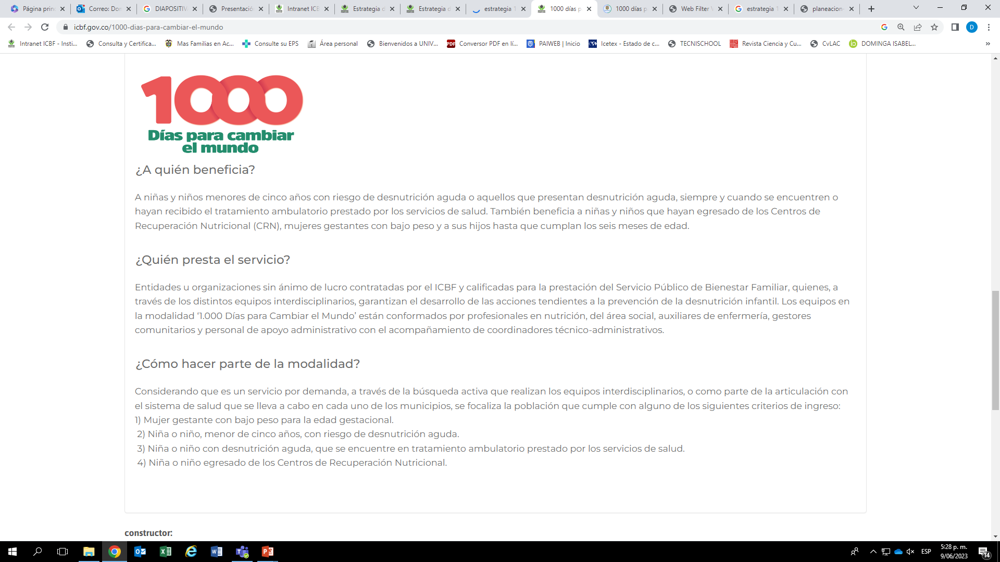 Página prin
Correo: Dom
DIAPOSITIV
Presentació
Intranet ICB
Estrategia d
Estrategia d
estrategia 1
1000 días p
1000 días p
Web Filter V
estrategia 1
planeacion-
icbf.gov.co/1000-dias-para-cambiar-el-mundo
D
Intranet ICBF - Insti...
Consulta y Certifica...
Mas Familias en Ac...
Consulte su EPS
Área personal
Bienvenidos a UNIV...
PDF
Conversor PDF en lí...
PAIWEB | Inicio
Icetex - Estado de c...
TECNISCHOOL
Revista Ciencia y Cu...
CvLAC
iD
DOMINGA ISABEL...
»
1000
Días para cambiar
el mundo
¿A quién beneficia?
A niñas y niños menores de cinco años con riesgo de desnutrición aguda o aquellos que presentan desnutrición aguda, siempre y cuando se encuentren o
hayan recibido el tratamiento ambulatorio prestado por los servicios de salud. También beneficia a niñas y niños que hayan egresado de los Centros de
Recuperación Nutricional (CRN), mujeres gestantes con bajo peso y a sus hijos hasta que cumplan los seis meses de edad.
¿Quién presta el servicio?
Entidades u organizaciones sin ánimo de lucro contratadas por el ICBF y calificadas para la prestación del Servicio Público de Bienestar Familiar, quienes, a
través de los distintos equipos interdisciplinarios, garantizan el desarrollo de las acciones tendientes a la prevención de la desnutrición infantil. Los equipos en
la modalidad ‘1.000 Días para Cambiar el Mundo’ están conformados por profesionales en nutrición, del área social, auxiliares de enfermería, gestores
comunitarios y personal de apoyo administrativo con el acompañamiento de coordinadores técnico-administrativos.
¿Cómo hacer parte de la modalidad?
Considerando que es un servicio por demanda, a través de la búsqueda activa que realizan los equipos interdisciplinarios, o como parte de la articulación con
el sistema de salud que se lleva a cabo en cada uno de los municipios, se focaliza la población que cumple con alguno de los siguientes criterios de ingreso:
1) Mujer gestante con bajo peso para la edad gestacional.
2) Niña o niño, menor de cinco años, con riesgo de desnutrición aguda.
3) Niña o niño con desnutrición aguda, que se encuentre en tratamiento ambulatorio prestado por los servicios de salud.
4) Niña o niño egresado de los Centros de Recuperación Nutricional.
constructor:
ESP
5:28 p. m.
9/06/2023
14